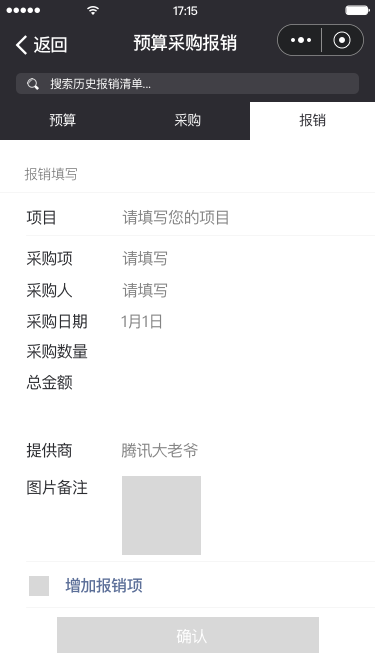 17:15
返回
预算采购报销
搜索历史报销清单...
预算 采购 报销
报销填写
项目 请填写您的项目
采购项 请填写
采购人 请填写
采购日期 1月1日
采购数量
总金额
提供商 腾讯大老爷
图片备注
增加报销项
确认